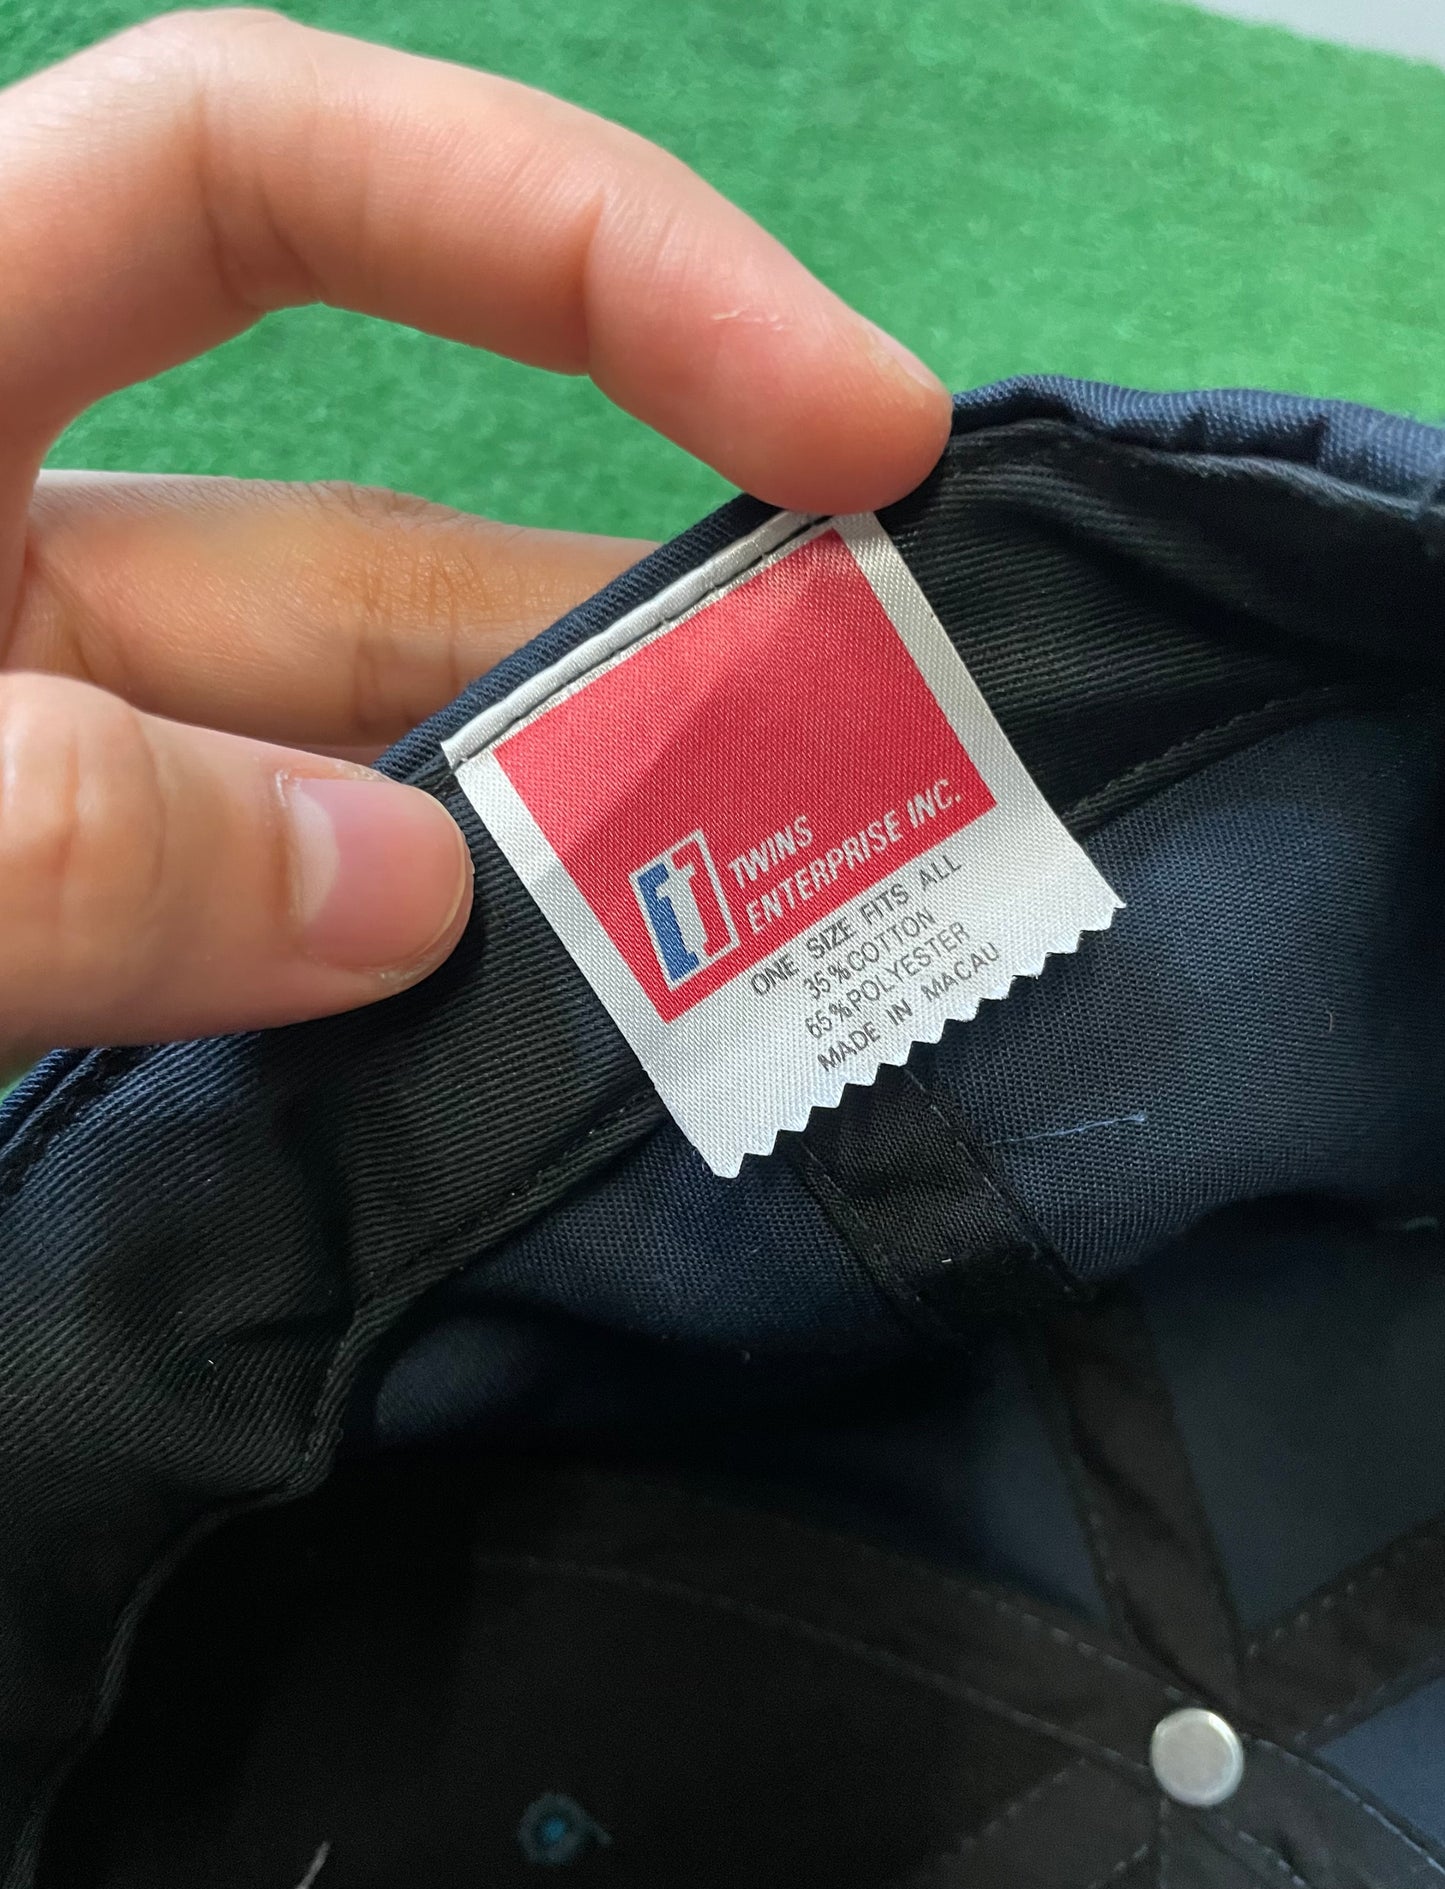 TWINS
ENTERPRISE INC.
ONE SIZE FITS ALL
35%COTTON
65%POLYESTER
MADE IN MACAU